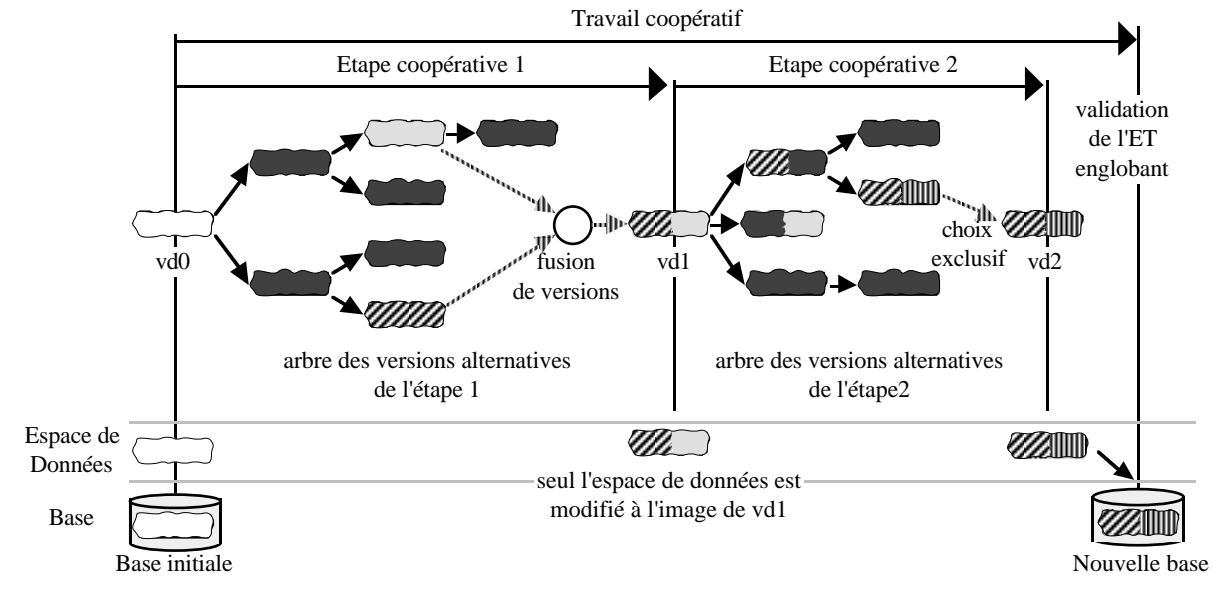 Travail coopératif
Etape coopérative 1
Etape coopérative 2
validation
de l'ET
englobant
vd0
fusion
de versions
vd1
choix
exclusif
vd2
arbre des versions alternatives
de l'étape 1
arbre des versions alternatives
de l'étape2
Espace de
Données
seul l'espace de données est
modifié à l'image de vd1
Base
Base initiale
Nouvelle base